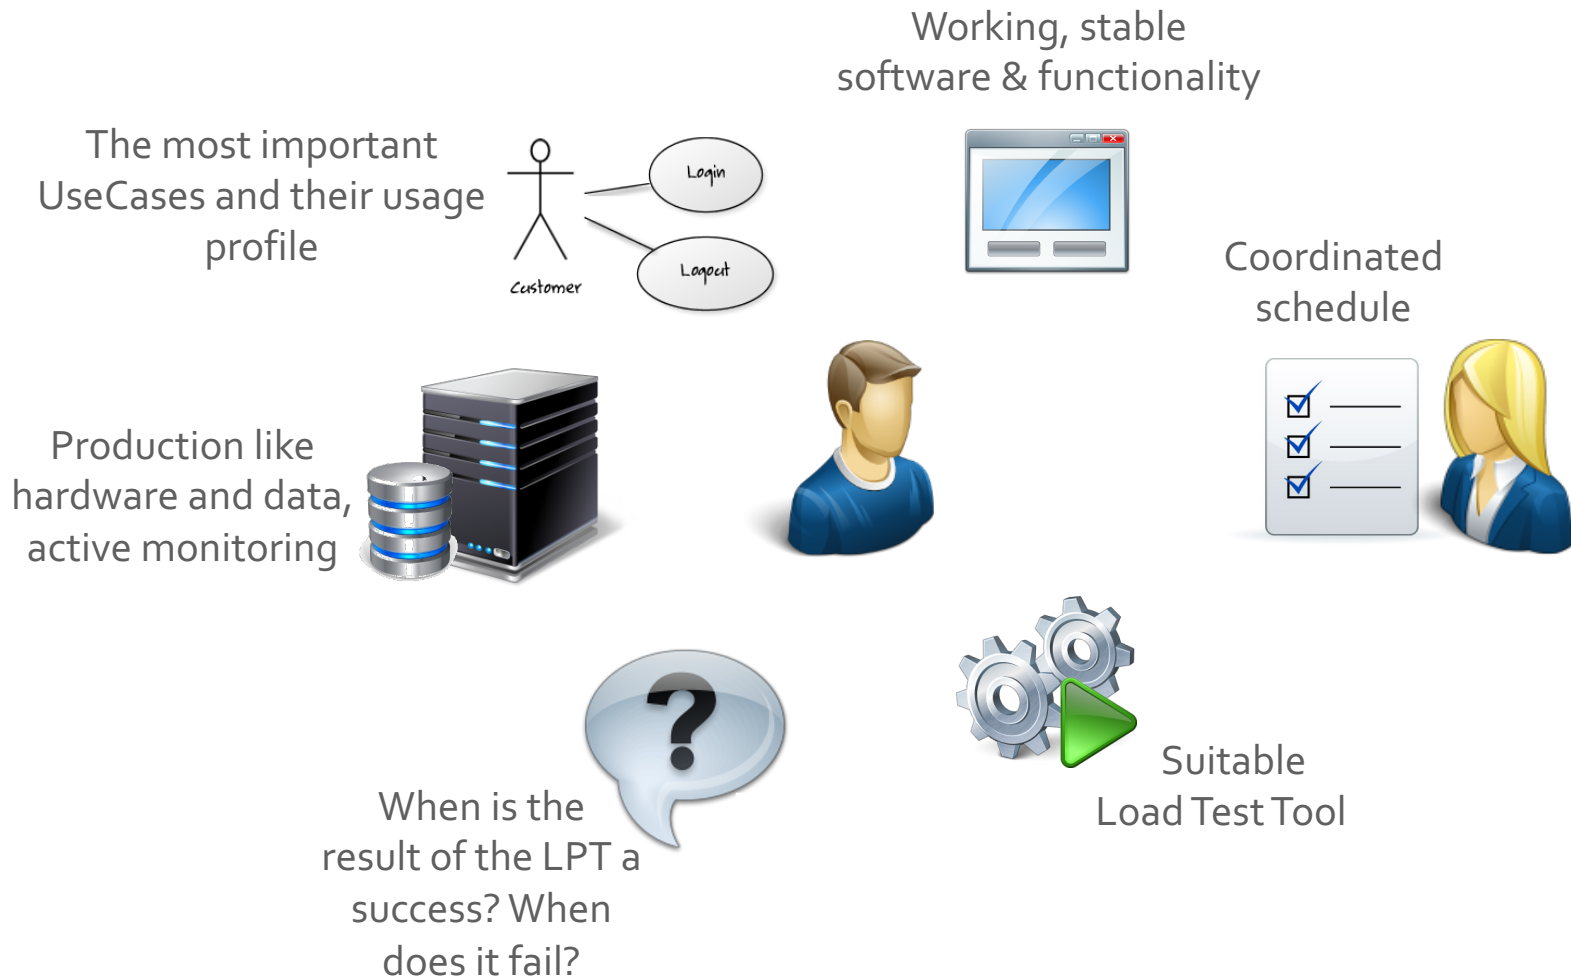 Working, stable
software & functionality
The most important
UseCases and their usage
profile
Login
Logout
Customer
Coordinated
schedule
Production like
hardware and data,
active monitoring
?
Suitable
Load Test Tool
When is the
result of the LPT a
success? When
does it fail?